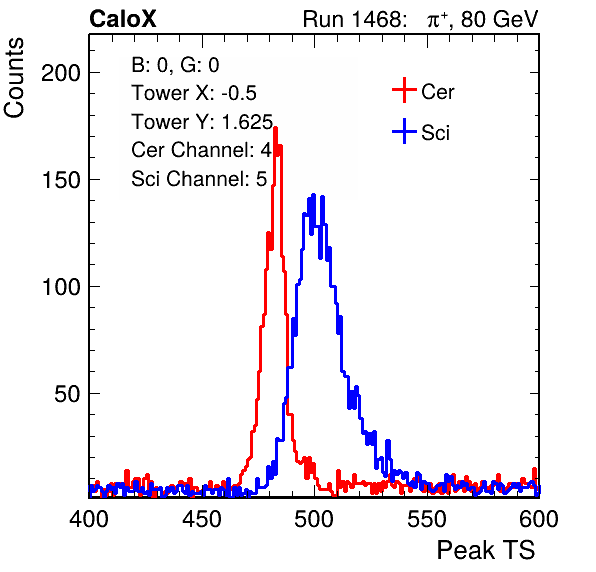 CaloX Run 1468: π⁺, 80 GeV
Counts
B: 0, G: 0
Tower X: -0.5
Tower Y: 1.625
Cer Channel: 4
Sci Channel: 5
Cer
Sci
200
150
100
50
400 450 500 550 600
Peak TS